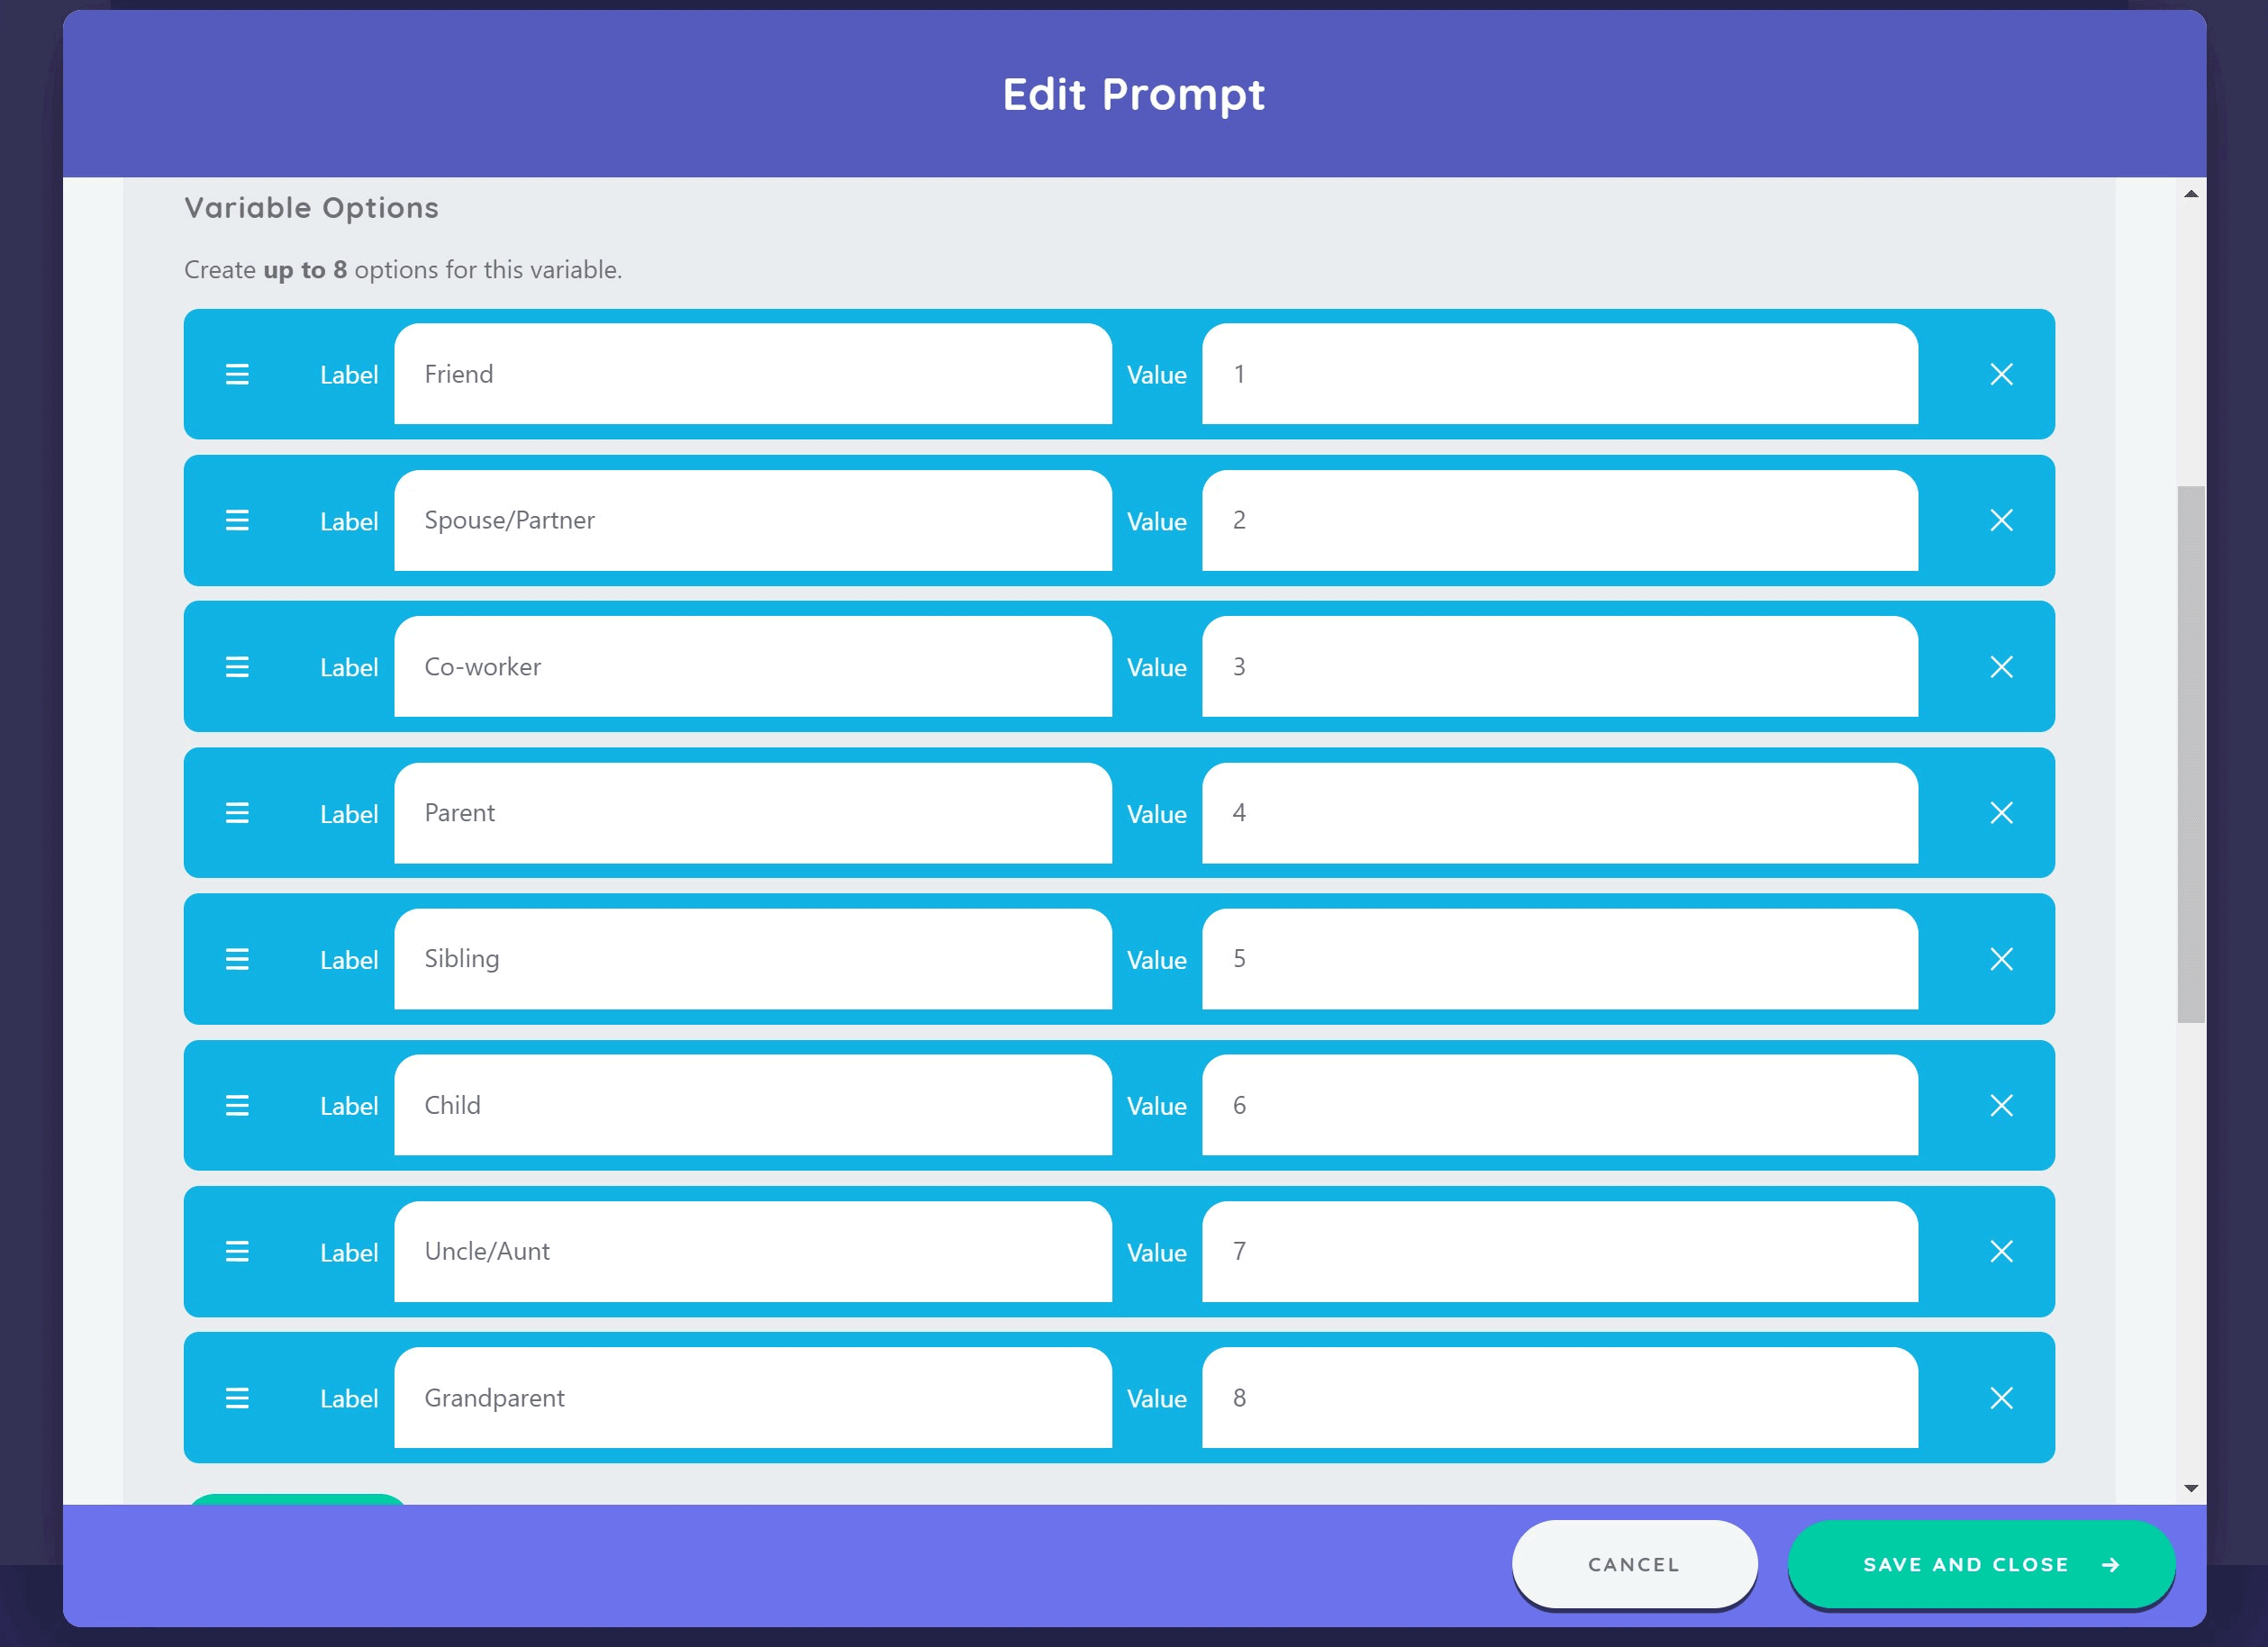 Edit Prompt
Variable Options
Create up to 8 options for this variable.
Label Friend Value 1
Label Spouse/Partner Value 2
Label Co-worker Value 3
Label Parent Value 4
Label Sibling Value 5
Label Child Value 6
Label Uncle/Aunt Value 7
Label Grandparent Value 8
CANCEL SAVE AND CLOSE